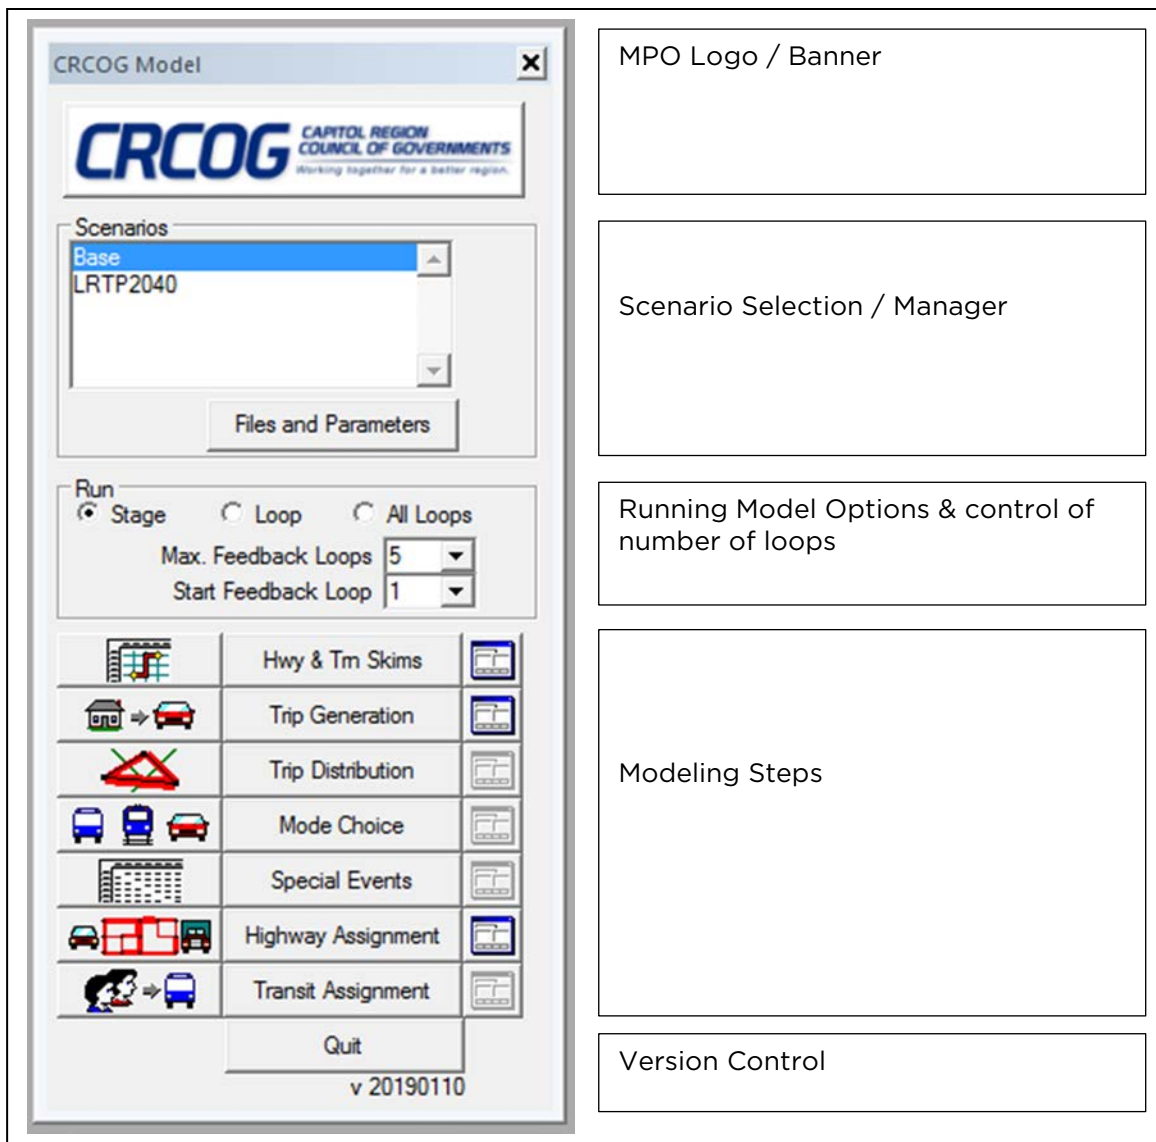 CRCOG Model
CRCOG
CAPITOL REGION
COUNCIL OF GOVERNMENTS
Working together for a better region.
Scenarios
Base
LRTP2040
Files and Parameters
Run
Stage Loop All Loops
Max. Feedback Loops 5
Start Feedback Loop 1
Hwy & Trn Skims
Trip Generation
Trip Distribution
Mode Choice
Special Events
Highway Assignment
Transit Assignment
Quit
v 20190110
MPO Logo / Banner
Scenario Selection / Manager
Running Model Options & control of
number of loops
Modeling Steps
Version Control